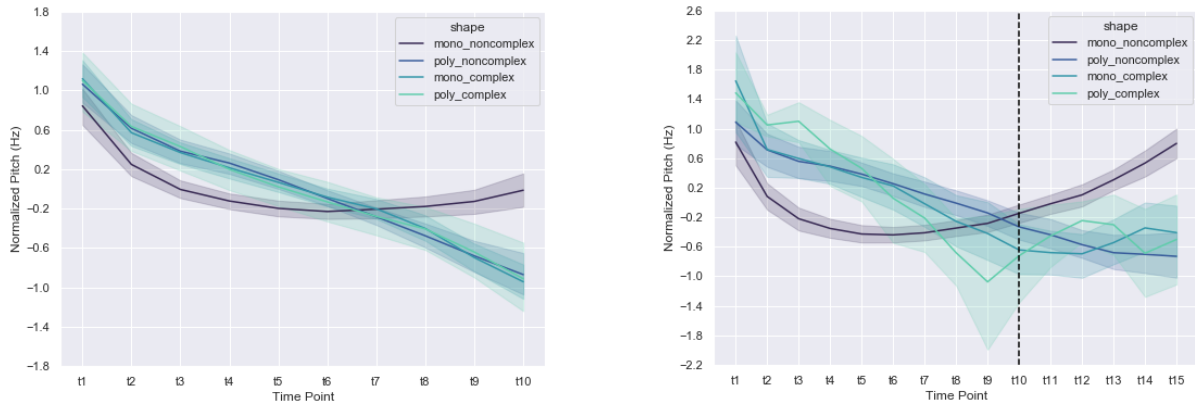 1.8
1.4
1.0
0.6
0.2
−0.2
−0.6
−1.0
−1.4
−1.8
Normalized Pitch (Hz)
shape
mono_noncomplex
poly_noncomplex
mono_complex
poly_complex
t1 t2 t3 t4 t5 t6 t7 t8 t9 t10
Time Point
2.6
2.2
1.8
1.4
1.0
0.6
0.2
−0.2
−0.6
−1.0
−1.4
−1.8
−2.2
Normalized Pitch (Hz)
shape
mono_noncomplex
poly_noncomplex
mono_complex
poly_complex
t1 t2 t3 t4 t5 t6 t7 t8 t9 t10 t11 t12 t13 t14 t15
Time Point